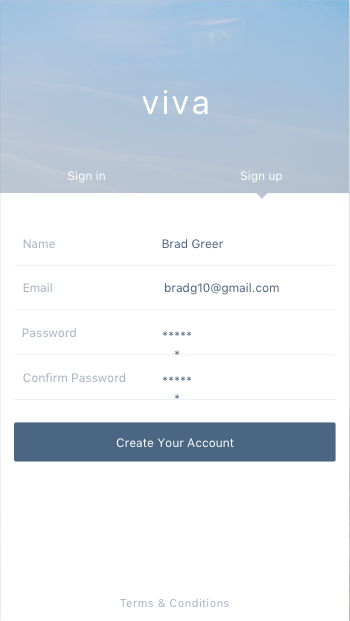 viva
Sign in Sign up
Name Brad Greer
Email bradg10@gmail.com
Password *****
*
Confirm Password *****
*
Create Your Account
Terms & Conditions